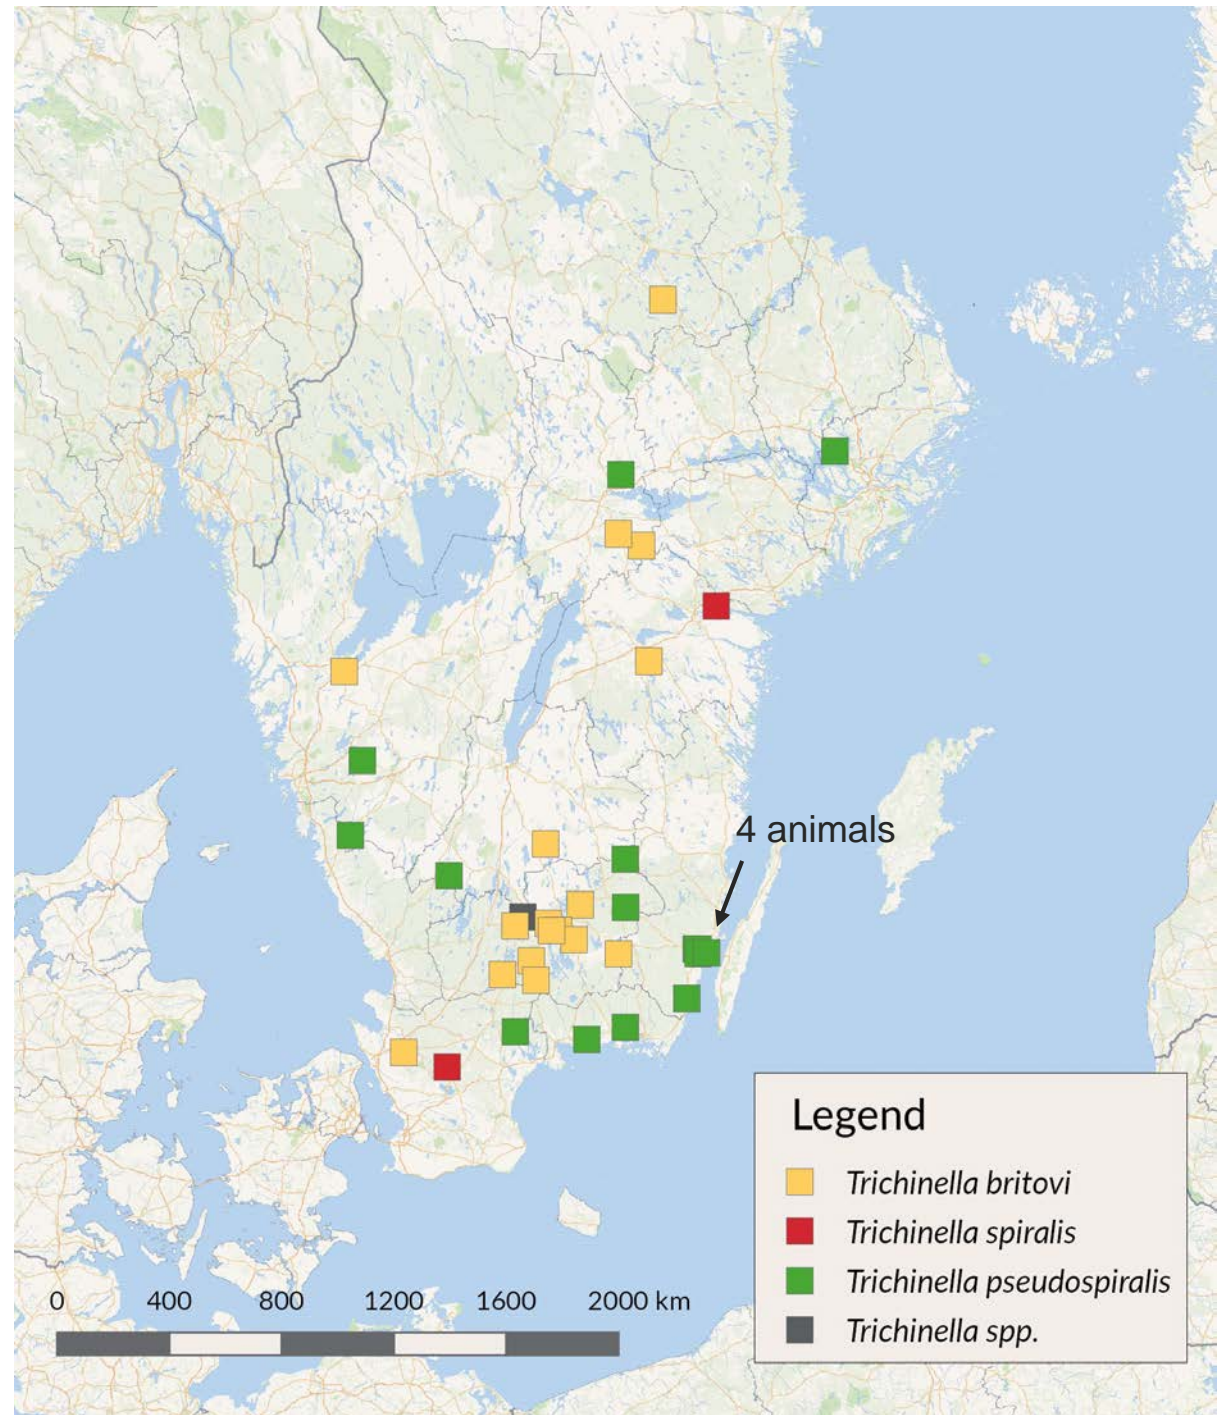 4 animals
Legend
Trichinella britovi
Trichinella spiralis
Trichinella pseudospiralis
Trichinella spp.
0 400 800 1200 1600 2000 km